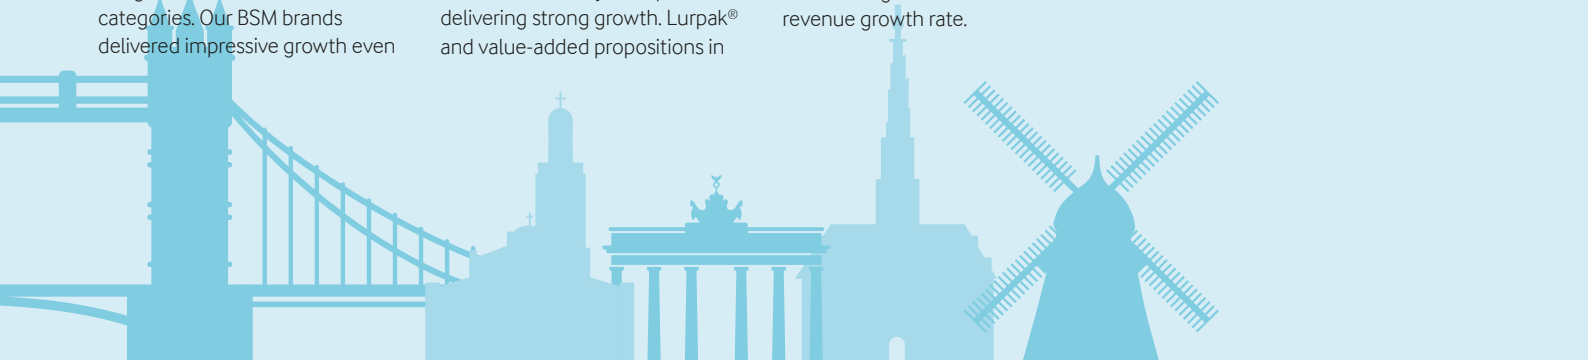 categories. Our BSM brands
delivered impressive growth even
delivering strong growth. Lurpak®
and value-added propositions in
revenue growth rate.